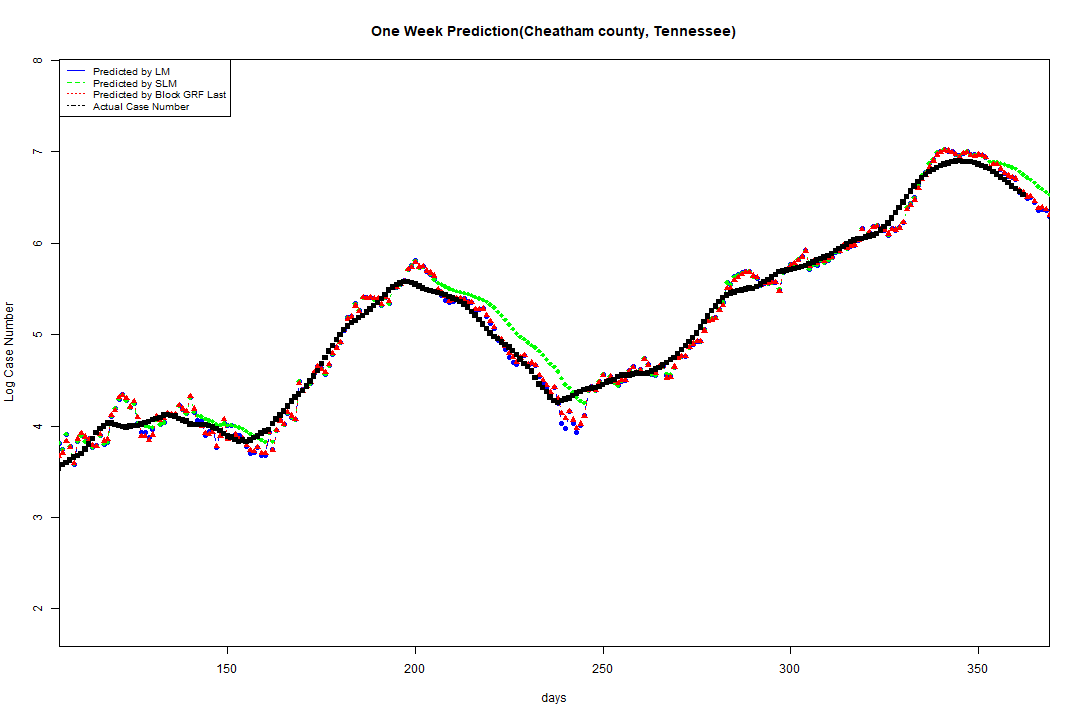 One Week Prediction(Cheatham county, Tennessee)
Predicted by LM
Predicted by SLM
Predicted by Block GRF Last
Actual Case Number
8
7
6
5
4
3
2
Log Case Number
150 200 250 300 350
days